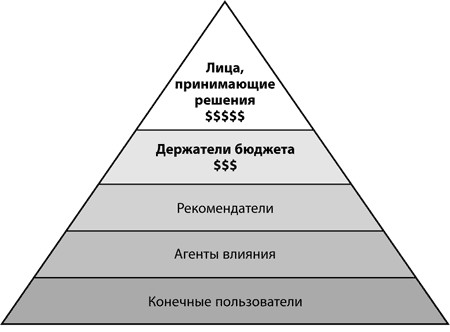 Лица,
принимающие
решения
$$$$$
Держатели бюджета
$$$
Рекомендатели
Агенты влияния
Конечные пользователи